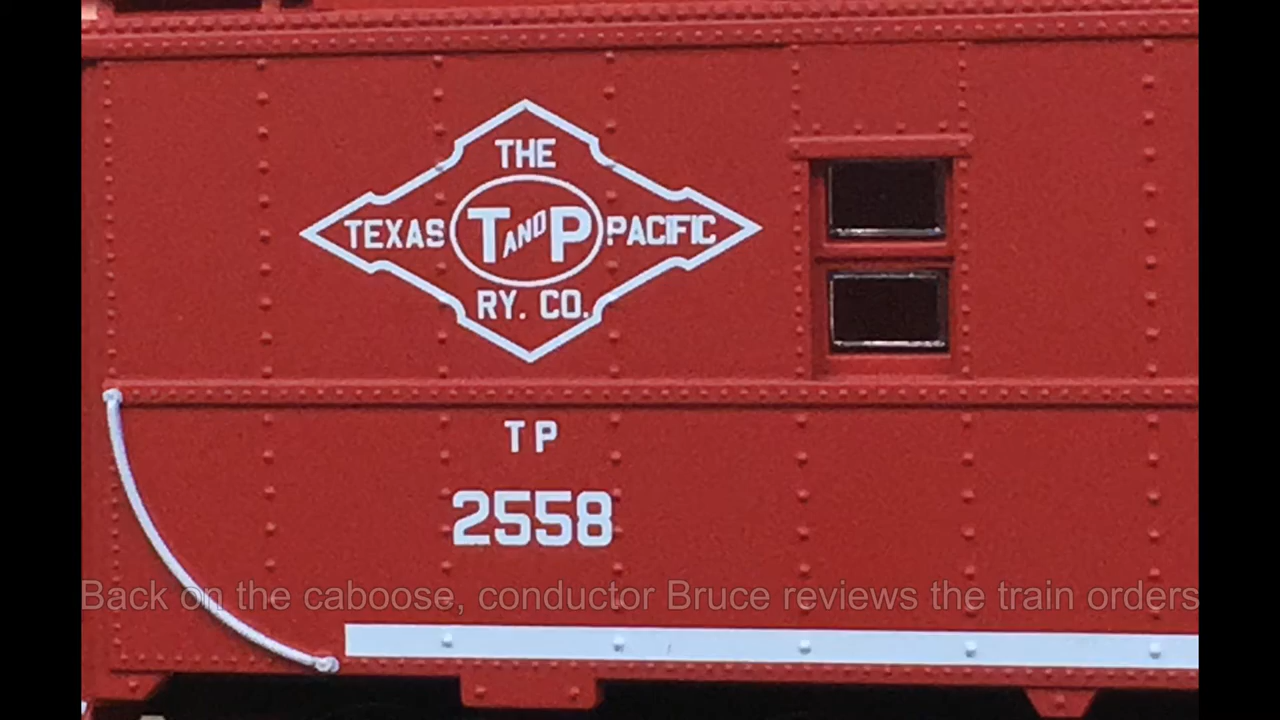 THE
TEXAS T AND P PACIFIC
RY. CO.
TP
2558
Back on the caboose, conductor Bruce reviews the train orders